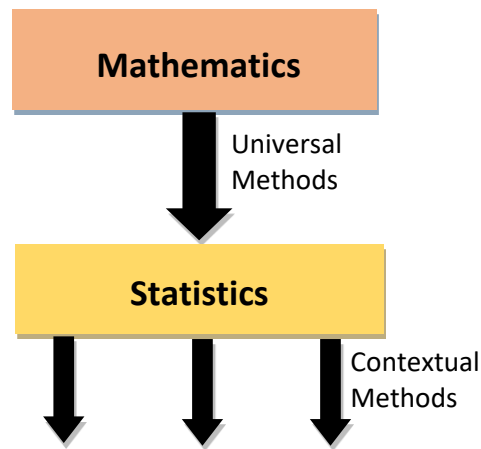 Mathematics
Universal
Methods
Statistics
Contextual
Methods